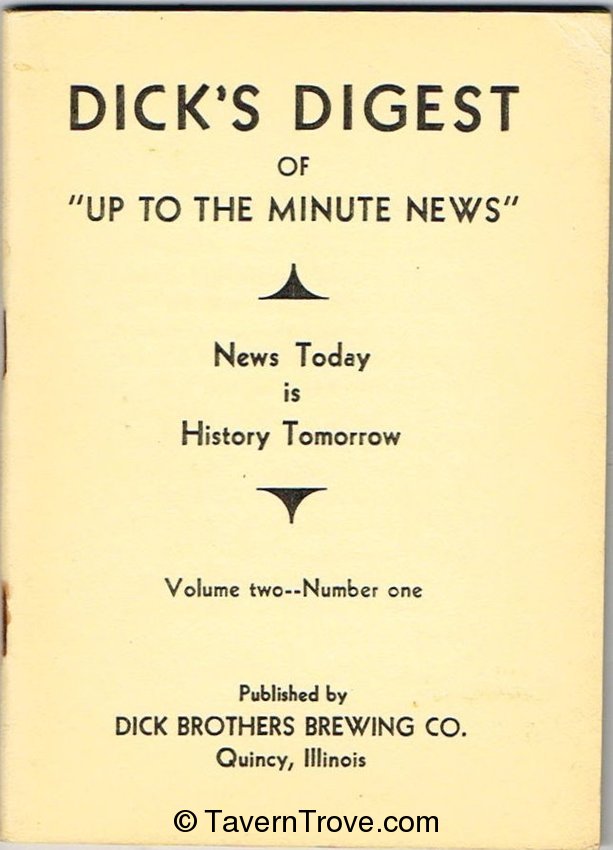 DICK'S DIGEST
OF
"UP TO THE MINUTE NEWS"
News Today
is
History Tomorrow
Volume two--Number one
Published by
DICK BROTHERS BREWING CO.
Quincy, Illinois
© TavernTrove.com